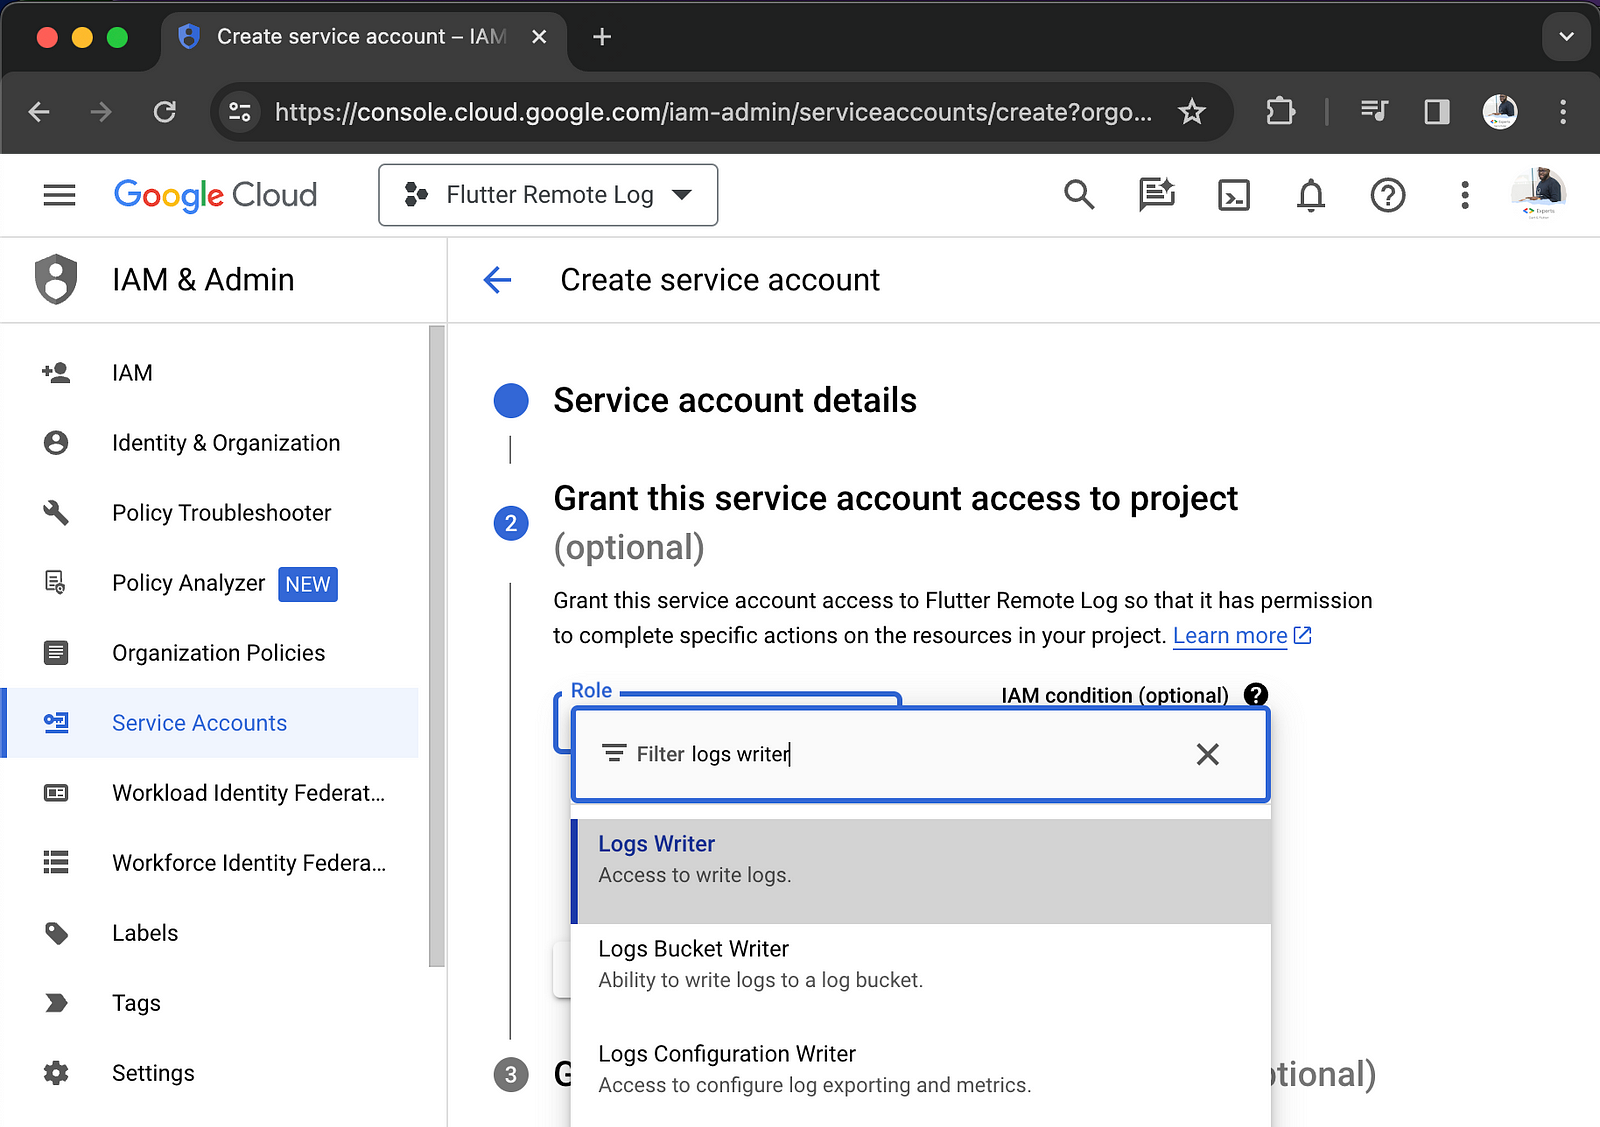 Create service account – IAM
https://console.cloud.google.com/iam-admin/serviceaccounts/create?orgo...
Google Cloud
Flutter Remote Log
IAM & Admin
Create service account
IAM
Identity & Organization
Policy Troubleshooter
Policy Analyzer NEW
Organization Policies
Service Accounts
Workload Identity Federat...
Workforce Identity Federa...
Labels
Tags
Settings
Service account details
2
Grant this service account access to project
(optional)
Grant this service account access to Flutter Remote Log so that it has permission
to complete specific actions on the resources in your project. Learn more
Role
IAM condition (optional)
Filter logs writer
Logs Writer
Access to write logs.
Logs Bucket Writer
Ability to write logs to a log bucket.
Logs Configuration Writer
Access to configure log exporting and metrics.
3
G
tional)